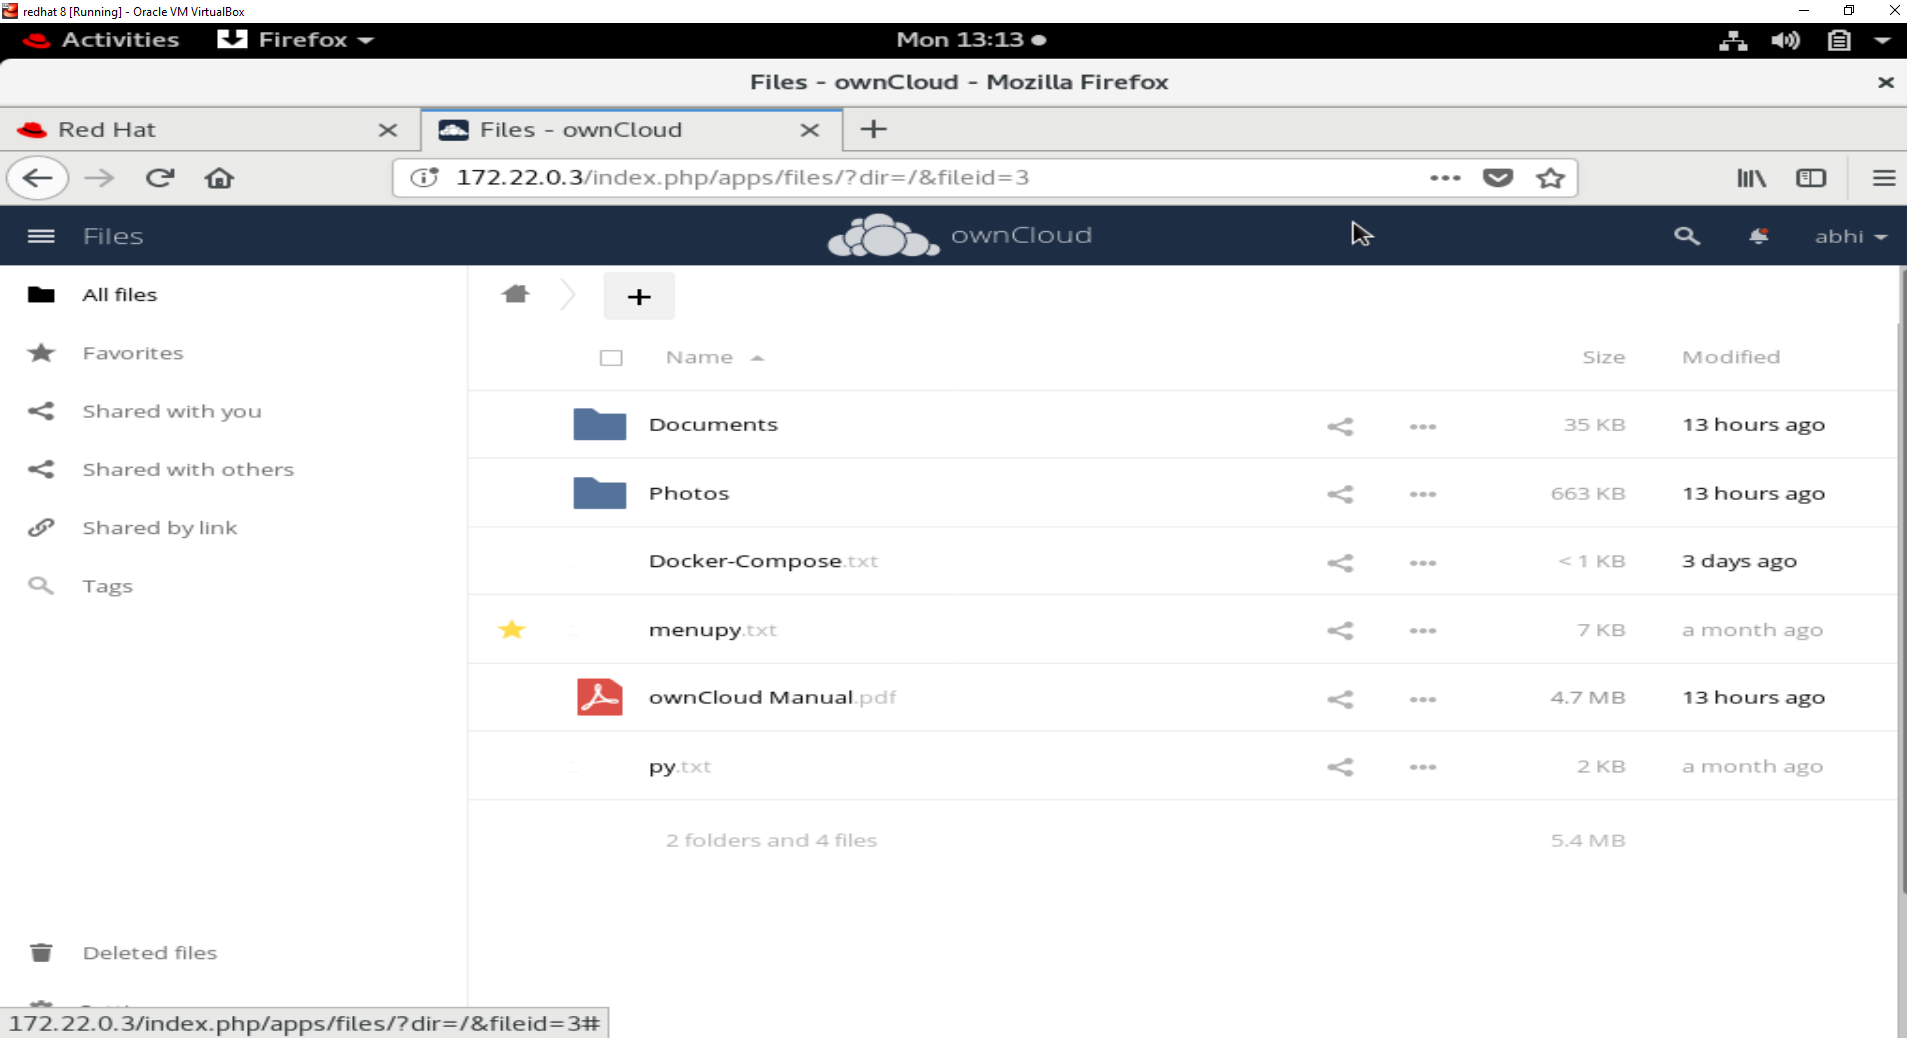 redhat 8 [Running] - Oracle VM VirtualBox
Activities Firefox Mon 13:13
Files - ownCloud - Mozilla Firefox
Red Hat Files - ownCloud
172.22.0.3/index.php/apps/files/?dir=/&fileid=3
Files ownCloud abhi
All files
Favorites
Shared with you
Shared with others
Shared by link
Tags
Deleted files
Name Size Modified
Documents 35 KB 13 hours ago
Photos 663 KB 13 hours ago
Docker-Compose.txt < 1 KB 3 days ago
menupy.txt 7 KB a month ago
ownCloud Manual.pdf 4.7 MB 13 hours ago
py.txt 2 KB a month ago
2 folders and 4 files 5.4 MB
172.22.0.3/index.php/apps/files/?dir=/&fileid=3#